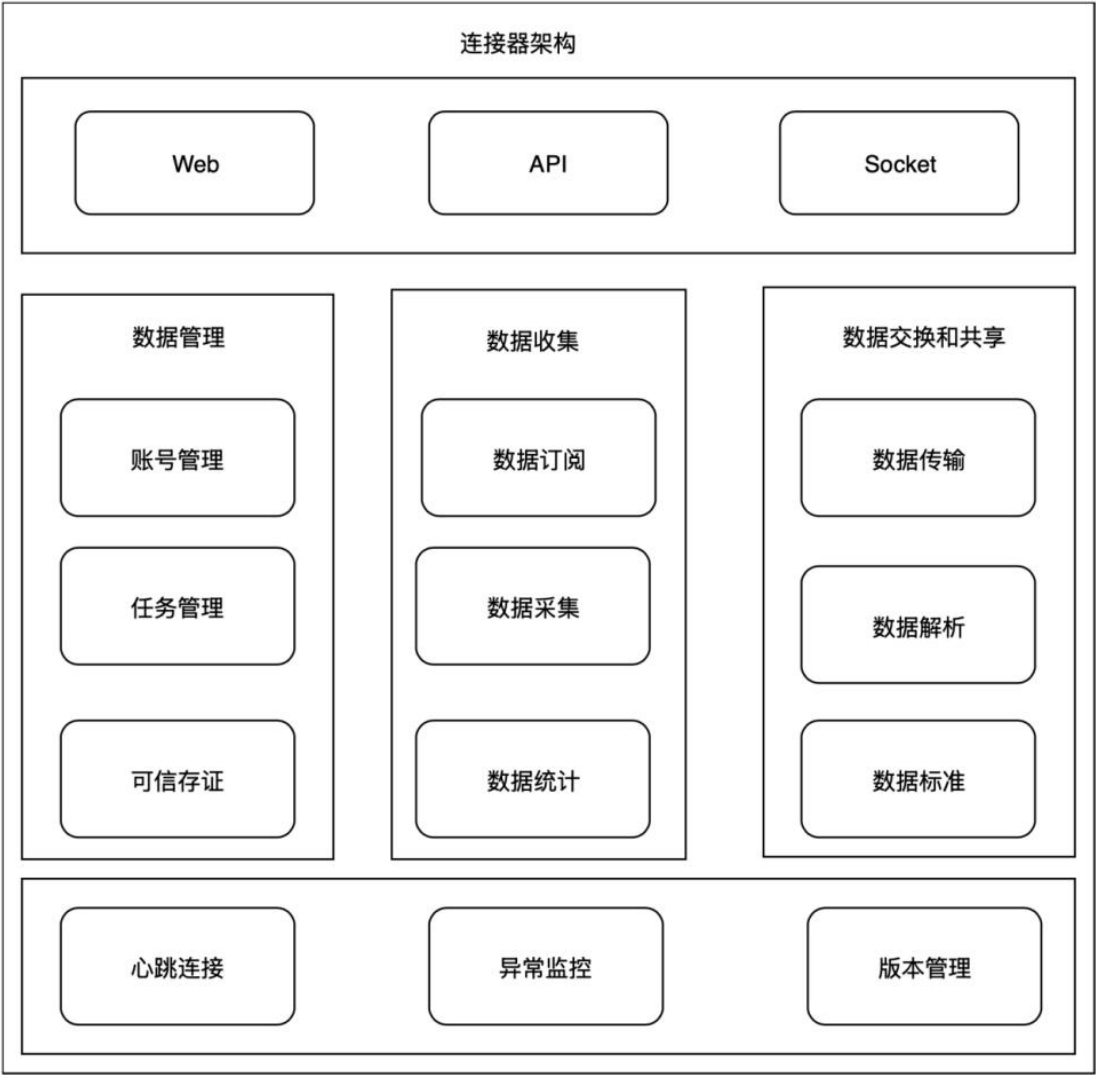 连接器架构
Web
API
Socket
数据管理
账号管理
任务管理
可信存证
数据收集
数据订阅
数据采集
数据统计
数据交换和共享
数据传输
数据解析
数据标准
心跳连接
异常监控
版本管理